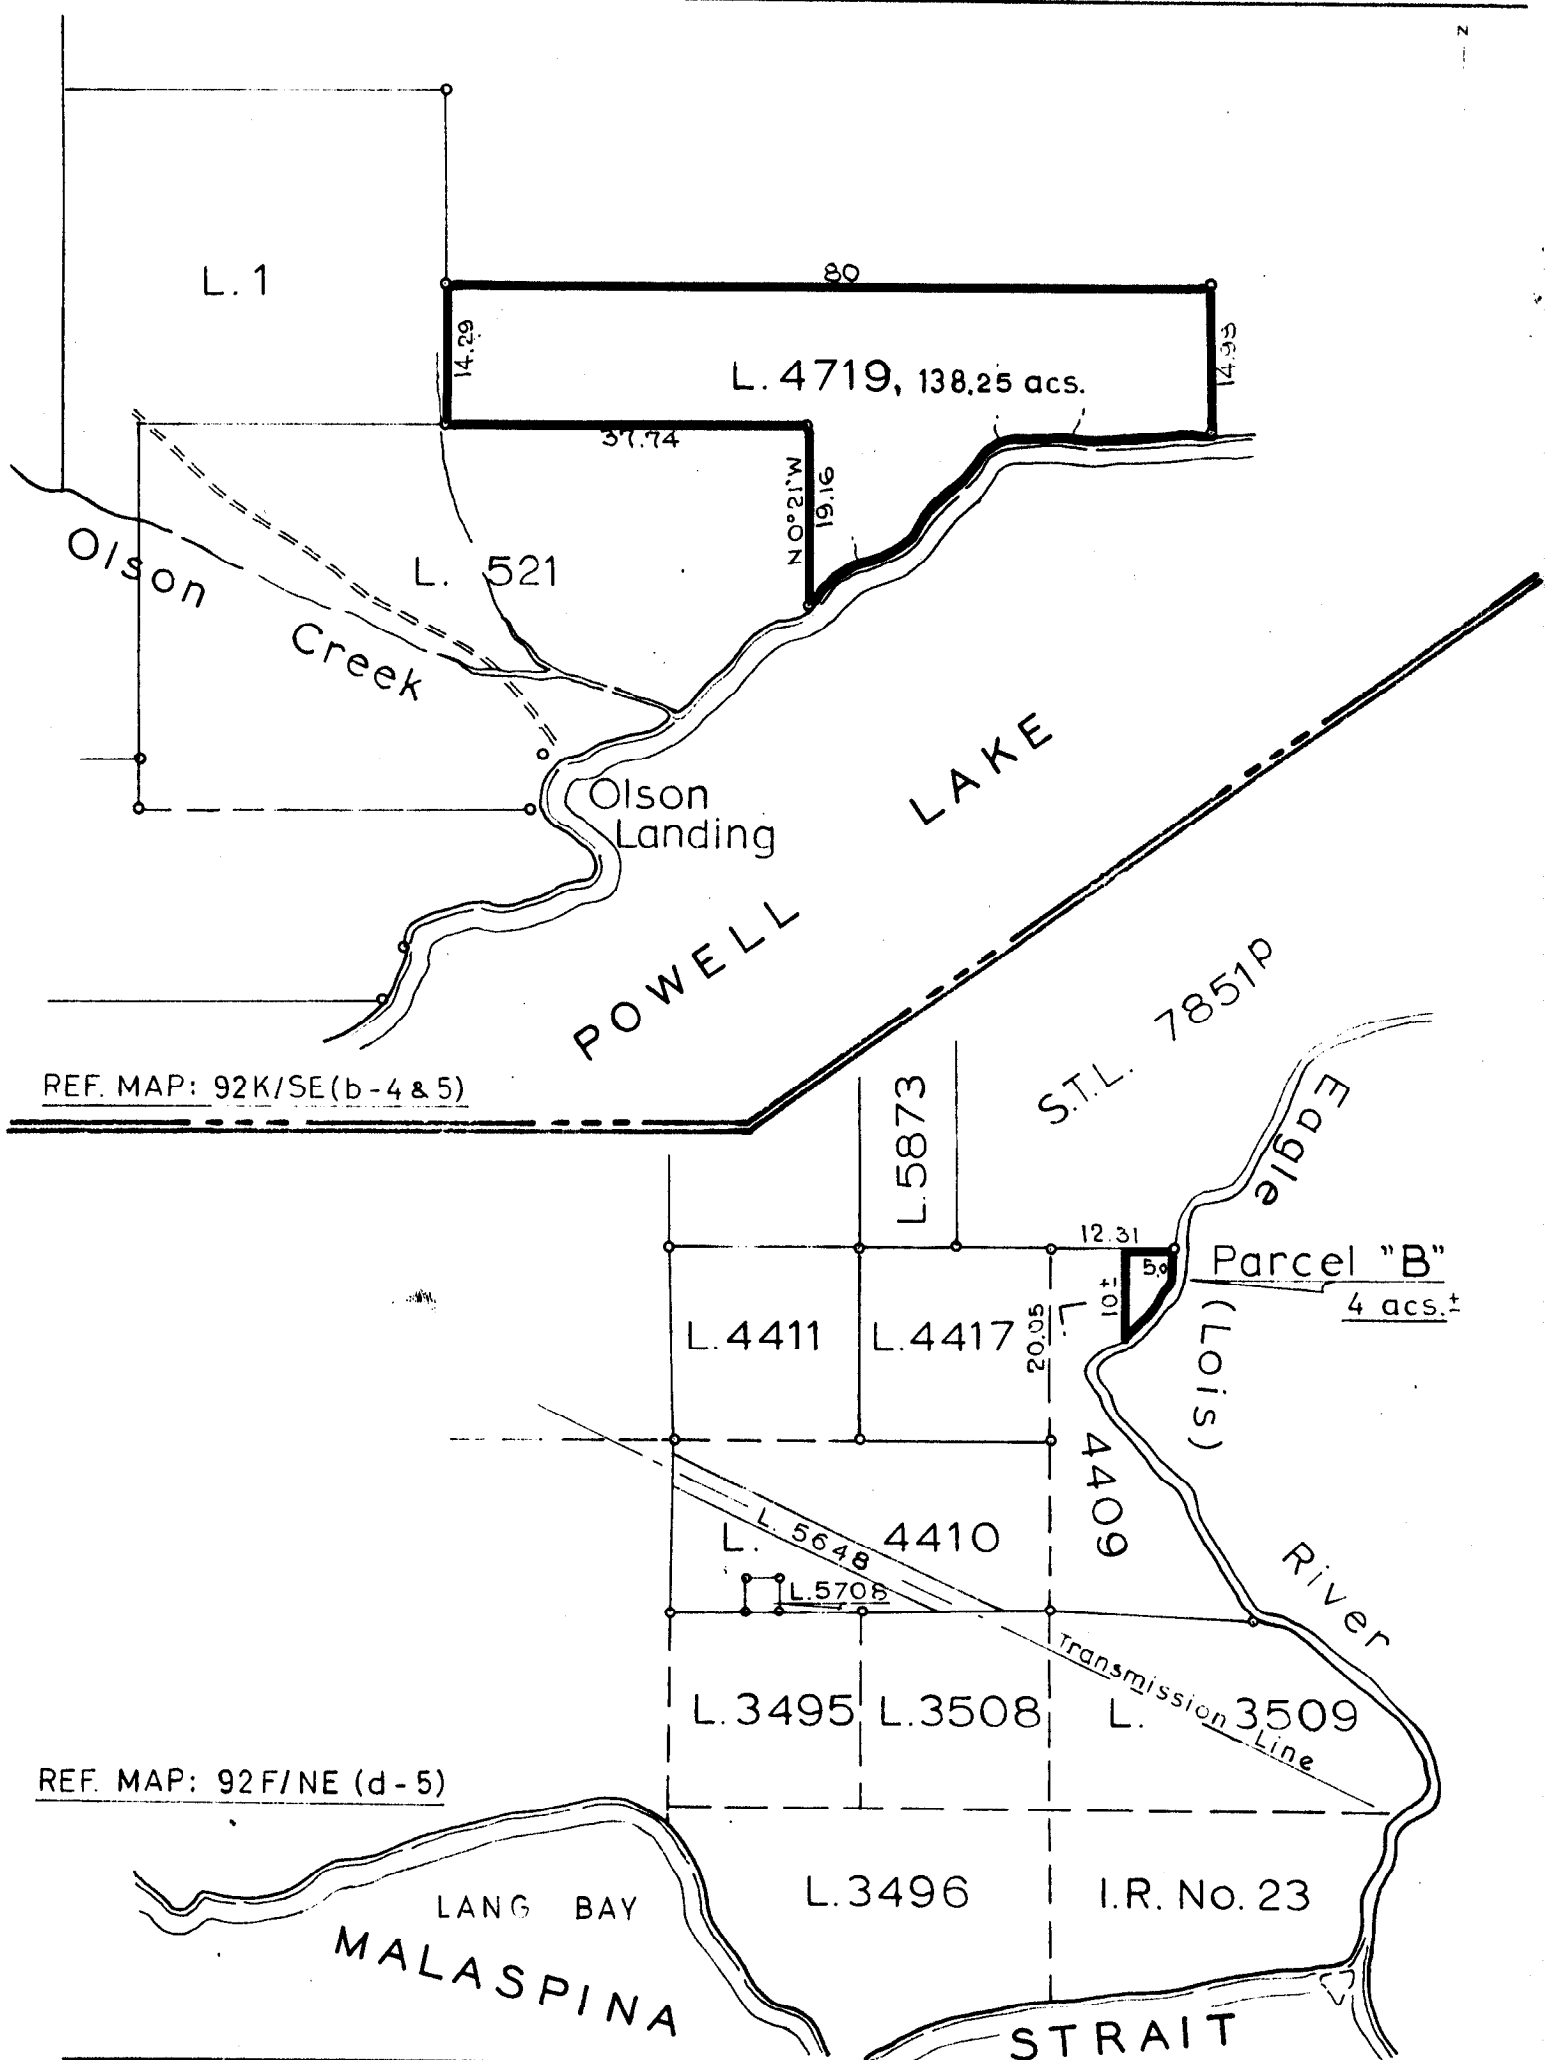 N
L. 1
80
14.29
14.99
L. 4719, 138.25 acs.
37.74
N 0°21'W
19.16
Olson
Creek
L. 521
Olson
Landing
POWELL LAKE
REF. MAP: 92K/SE(b-4 & 5)
S.T.L. 7851p
L.5873
Eagle
(Lois)
River
12.31
5.0
10±
Parcel "B"
4 acs.±
L.4411
L.4417
20.05
L. 4409
L. 4410
L. 5648
L.5708
Transmission Line
L.3495
L.3508
L. 3509
REF. MAP: 92F/NE (d-5)
L.3496
I.R. No. 23
LANG BAY
MALASPINA
STRAIT